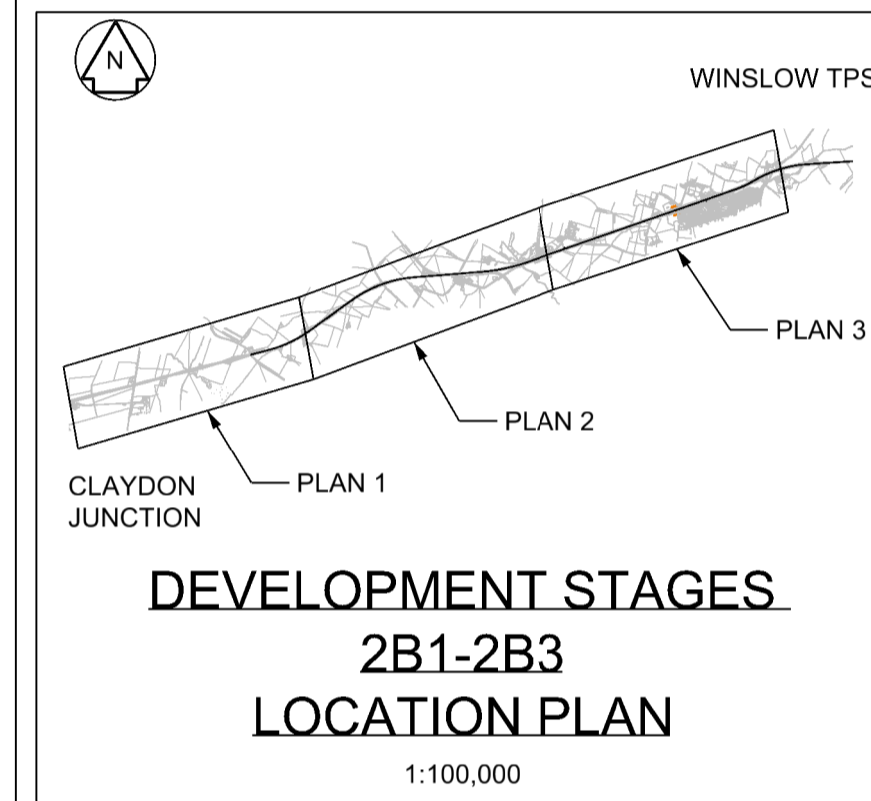 N
WINSLOW TPS
PLAN 3
PLAN 2
PLAN 1
CLAYDON
JUNCTION
DEVELOPMENT STAGES
2B1-2B3
LOCATION PLAN
1:100,000